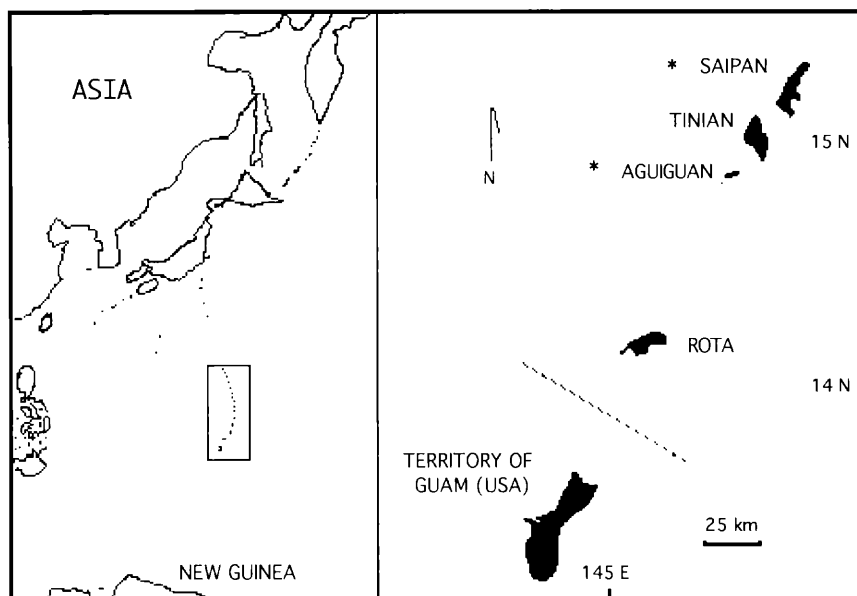 ASIA
NEW GUINEA
* SAIPAN
TINIAN
15 N
N
* AGUIGUAN
ROTA
14 N
TERRITORY OF
GUAM (USA)
25 km
145 E